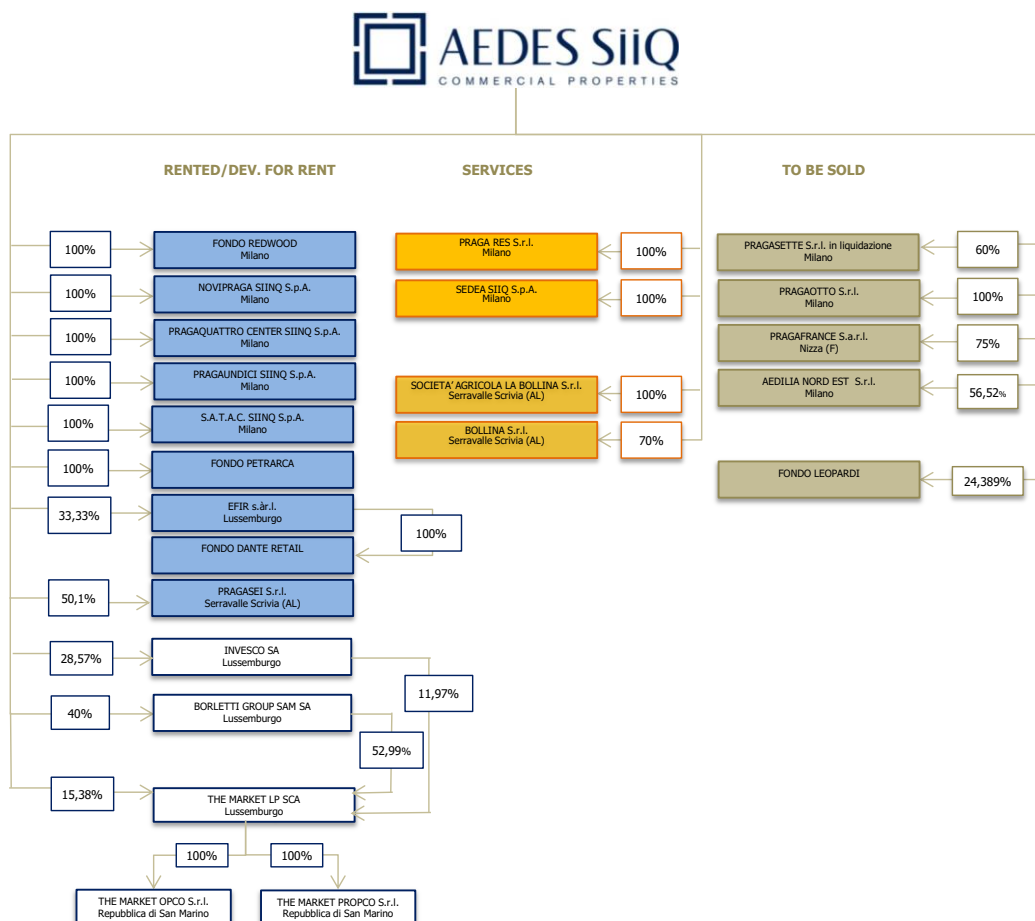 AEDES SiiQ
COMMERCIAL PROPERTIES
RENTED/DEV. FOR RENT
SERVICES
TO BE SOLD
100%
FONDO REDWOOD
Milano
100%
NOVIPRAGA SIINQ S.p.A.
Milano
100%
PRAGAQUATTRO CENTER SIINQ S.p.A.
Milano
100%
PRAGAUNDICI SIINQ S.p.A.
Milano
100%
S.A.T.A.C. SIINQ S.p.A.
Milano
100%
FONDO PETRARCA
33,33%
EFIR s.àr.l.
Lussemburgo
100%
FONDO DANTE RETAIL
50,1%
PRAGASEI S.r.l.
Serravalle Scrivia (AL)
28,57%
INVESCO SA
Lussemburgo
11,97%
40%
BORLETTI GROUP SAM SA
Lussemburgo
52,99%
15,38%
THE MARKET LP SCA
Lussemburgo
100%
100%
THE MARKET OPCO S.r.l.
Repubblica di San Marino
THE MARKET PROPCO S.r.l.
Repubblica di San Marino
PRAGA RES S.r.l.
Milano
100%
SEDEA SIIQ S.p.A.
Milano
100%
SOCIETA' AGRICOLA LA BOLLINA S.r.l.
Serravalle Scrivia (AL)
100%
BOLLINA S.r.l.
Serravalle Scrivia (AL)
70%
PRAGASETTE S.r.l. in liquidazione
Milano
60%
PRAGAOTTO S.r.l.
Milano
100%
PRAGAFRANCE S.a.r.l.
Nizza (F)
75%
AEDILIA NORD EST S.r.l.
Milano
56,52%
FONDO LEOPARDI
24,389%